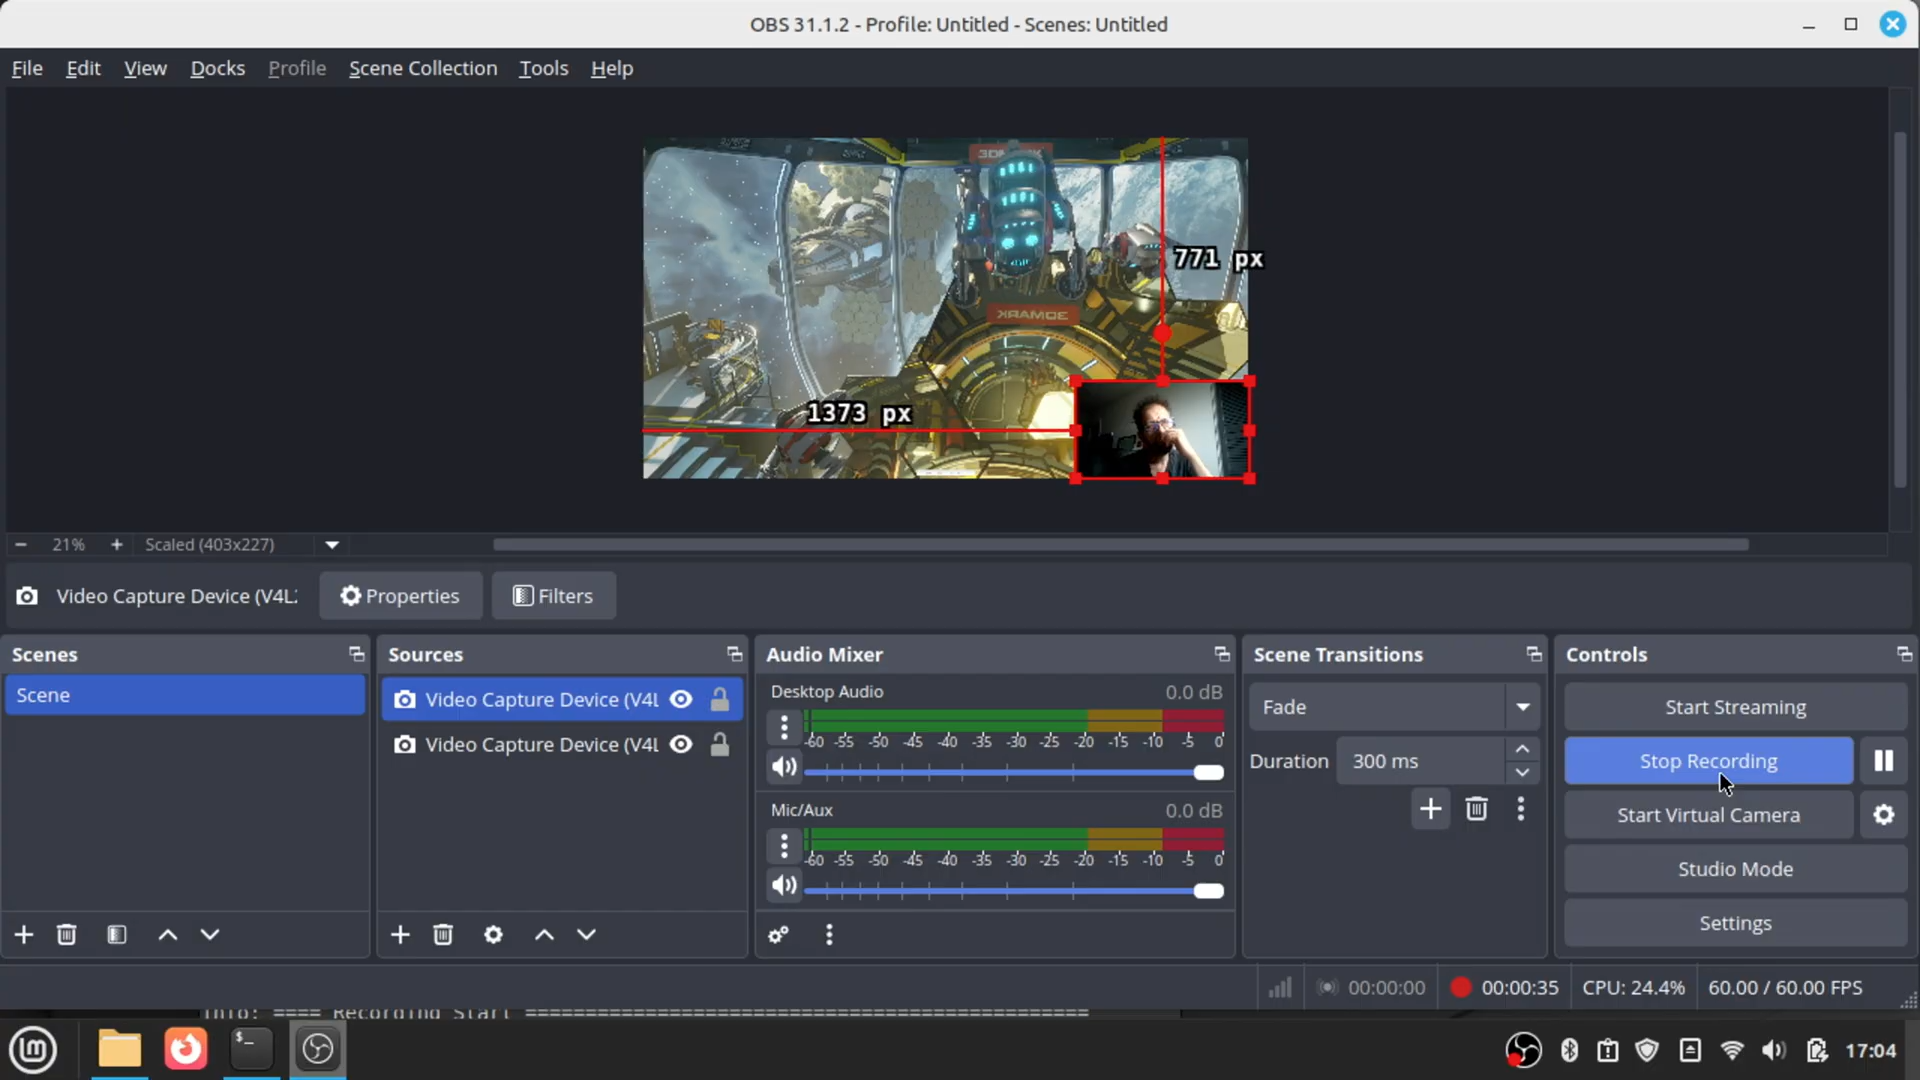 OBS 31.1.2 - Profile: Untitled - Scenes: Untitled
File Edit View Docks Profile Scene Collection Tools Help
771 px
1373 px
21% Scaled (403x227)
Video Capture Device (V4L2 Properties Filters
Scenes Sources Audio Mixer Scene Transitions Controls
Scene
Video Capture Device (V4L
Video Capture Device (V4L
Desktop Audio 0.0 dB
-60 -55 -50 -45 -40 -35 -30 -25 -20 -15 -10 -5 0
Mic/Aux 0.0 dB
-60 -55 -50 -45 -40 -35 -30 -25 -20 -15 -10 -5 0
Fade
Duration 300 ms
Start Streaming
Stop Recording
Start Virtual Camera
Studio Mode
Settings
00:00:00 00:00:35 CPU: 24.4% 60.00 / 60.00 FPS
Info: ==== Recording Start ====
17:04